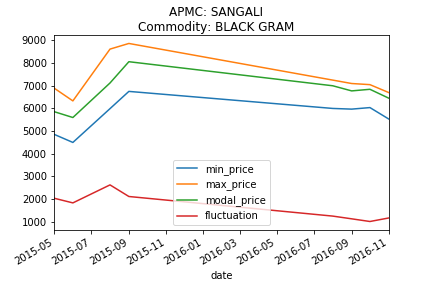 APMC: SANGALI
Commodity: BLACK GRAM
9000
8000
7000
6000
5000
4000
3000
2000
1000
min_price
max_price
modal_price
fluctuation
2015-05
2015-07
2015-09
2015-11
2016-01
2016-03
2016-05
2016-07
2016-09
2016-11
date